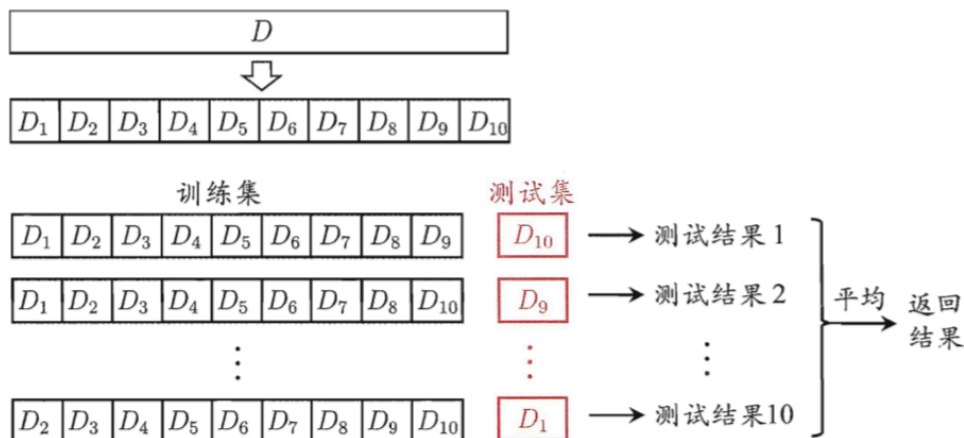 D
D₁ D₂ D₃ D₄ D₅ D₆ D₇ D₈ D₉ D₁₀
训练集 测试集
D₁ D₂ D₃ D₄ D₅ D₆ D₇ D₈ D₉ D₁₀ 测试结果1
D₁ D₂ D₃ D₄ D₅ D₆ D₇ D₈ D₁₀ D₉ 测试结果2
平均 返回
结果
D₂ D₃ D₄ D₅ D₆ D₇ D₈ D₉ D₁₀ D₁ 测试结果10